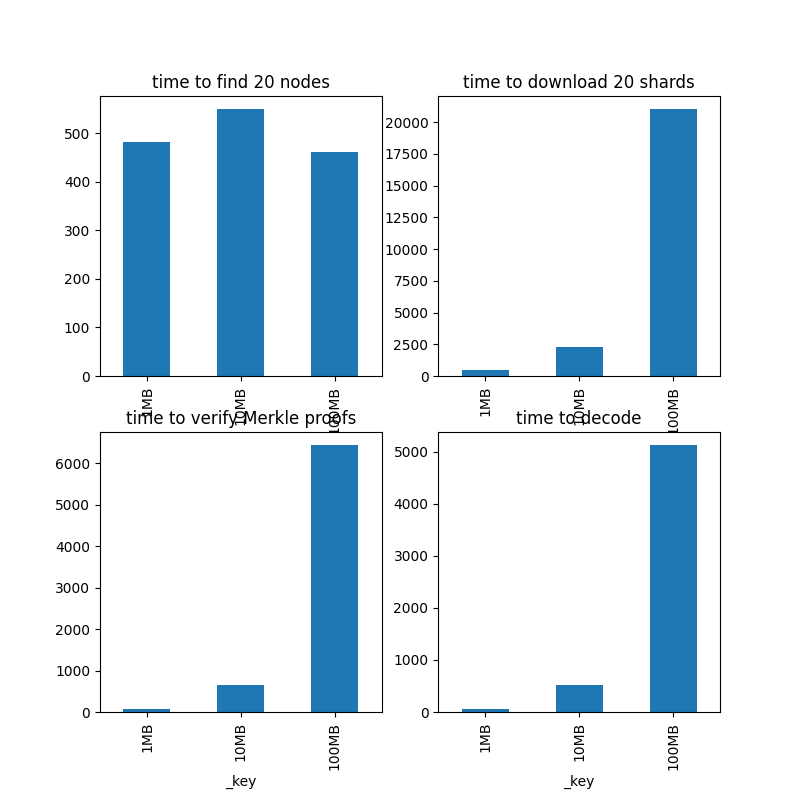 time to find 20 nodes
500
400
300
200
100
0
1MB
10MB
100MB
time to download 20 shards
20000
17500
15000
12500
10000
7500
5000
2500
0
1MB
10MB
100MB
time to verify Merkle proofs
6000
5000
4000
3000
2000
1000
0
1MB
10MB
100MB
_key
time to decode
5000
4000
3000
2000
1000
0
1MB
10MB
100MB
_key